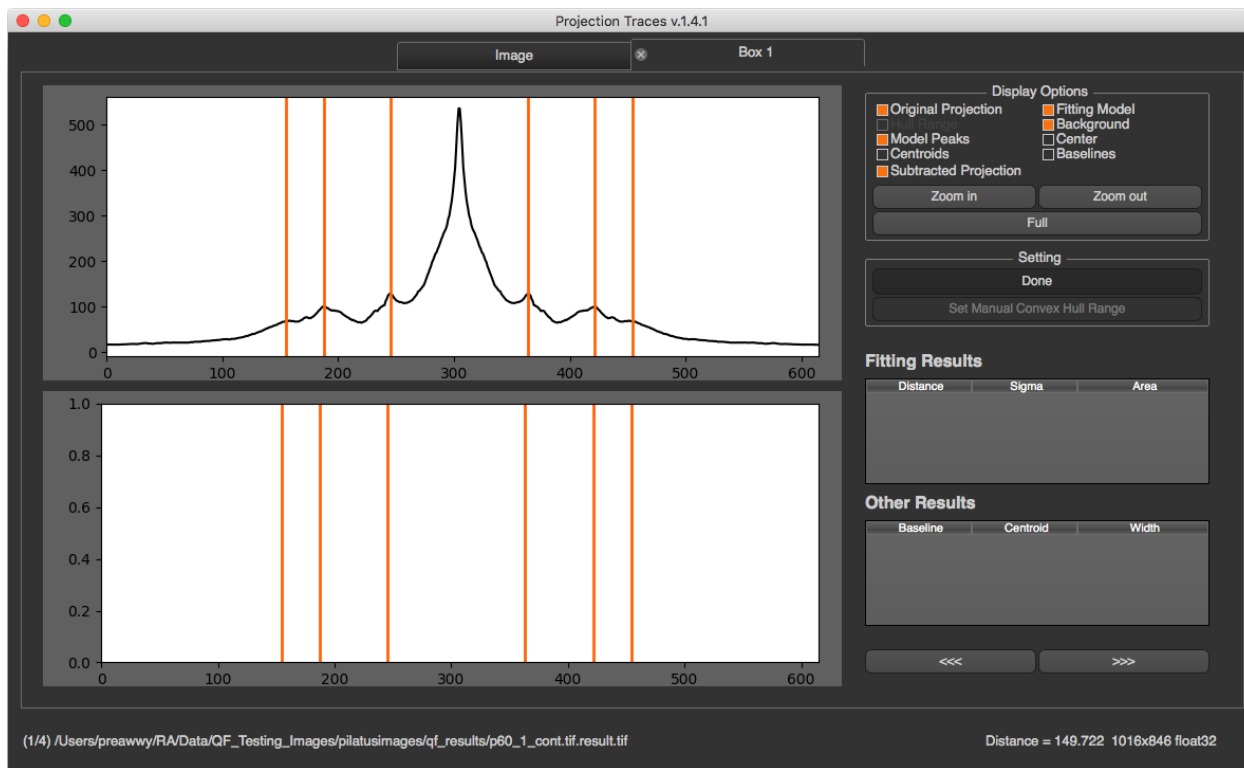 Projection Traces v.1.4.1
Image
Box 1
500
400
300
200
100
0
0 100 200 300 400 500 600
1.0
0.8
0.6
0.4
0.2
0.0
0 100 200 300 400 500 600
Display Options
Original Projection Fitting Model
Hull Range Background
Model Peaks Center
Centroids Baselines
Subtracted Projection
Zoom in Zoom out
Full
Setting
Done
Set Manual Convex Hull Range
Fitting Results
Distance Sigma Area
Other Results
Baseline Centroid Width
<<< >>>
(1/4) /Users/preawwy/RA/Data/QF_Testing_Images/pilatusimages/qf_results/p60_1_cont.tif.result.tif
Distance = 149.722 1016x846 float32